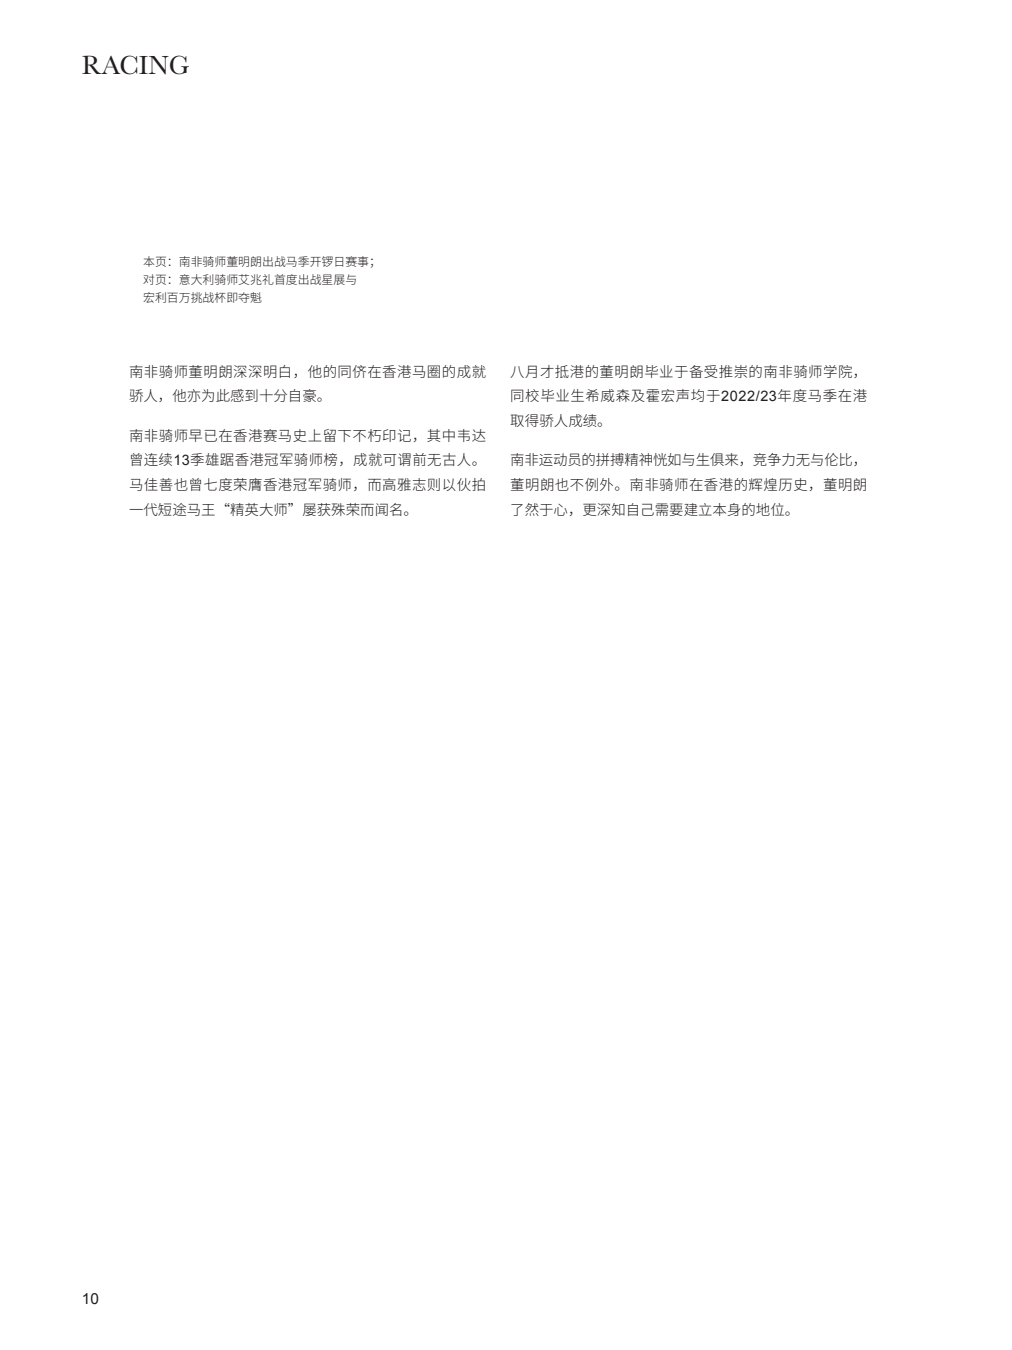 RACING
本页：南非骑师董明朗出战马季开锣日赛事；
对页：意大利骑师艾兆礼首度出战星展与
宏利百万挑战杯即夺魁
南非骑师董明朗深深明白，他的同侪在香港马圈的成就
骄人，他亦为此感到十分自豪。
南非骑师早已在香港赛马史上留下不朽印记，其中韦达
曾连续13季雄踞香港冠军骑师榜，成就可谓前无古人。
马佳善也曾七度荣膺香港冠军骑师，而高雅志则以伙拍
一代短途马王“精英大师”屡获殊荣而闻名。
八月才抵港的董明朗毕业于备受推崇的南非骑师学院，
同校毕业生希威森及霍宏声均于2022/23年度马季在港
取得骄人成绩。
南非运动员的拼搏精神恍如与生俱来，竞争力无与伦比，
董明朗也不例外。南非骑师在香港的辉煌历史，董明朗
了然于心，更深知自己需要建立本身的地位。
10